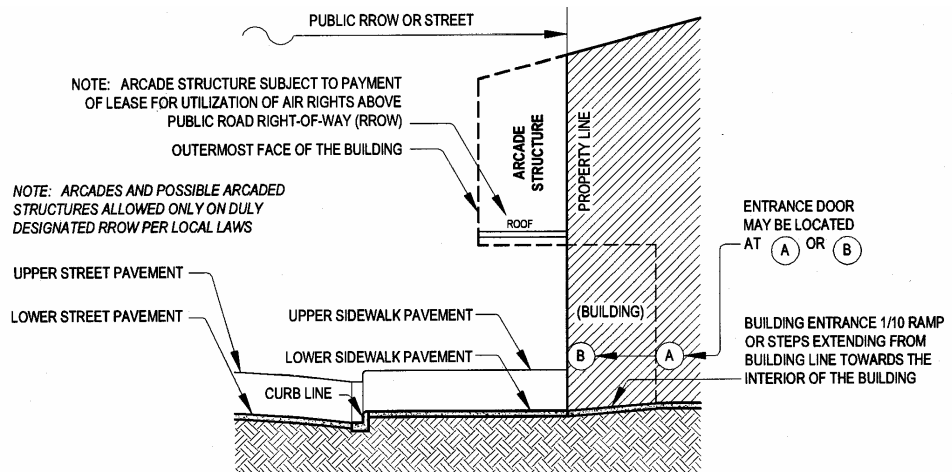 PUBLIC RROW OR STREET
NOTE: ARCADE STRUCTURE SUBJECT TO PAYMENT
OF LEASE FOR UTILIZATION OF AIR RIGHTS ABOVE
PUBLIC ROAD RIGHT-OF-WAY (RROW)
OUTERMOST FACE OF THE BUILDING
ARCADE
STRUCTURE
PROPERTY LINE
NOTE: ARCADES AND POSSIBLE ARCADED
STRUCTURES ALLOWED ONLY ON DULY
DESIGNATED RROW PER LOCAL LAWS
ROOF
ENTRANCE DOOR
MAY BE LOCATED
AT A OR B
UPPER STREET PAVEMENT
LOWER STREET PAVEMENT
UPPER SIDEWALK PAVEMENT
LOWER SIDEWALK PAVEMENT
CURB LINE
(BUILDING)
B
A
BUILDING ENTRANCE 1/10 RAMP
OR STEPS EXTENDING FROM
BUILDING LINE TOWARDS THE
INTERIOR OF THE BUILDING